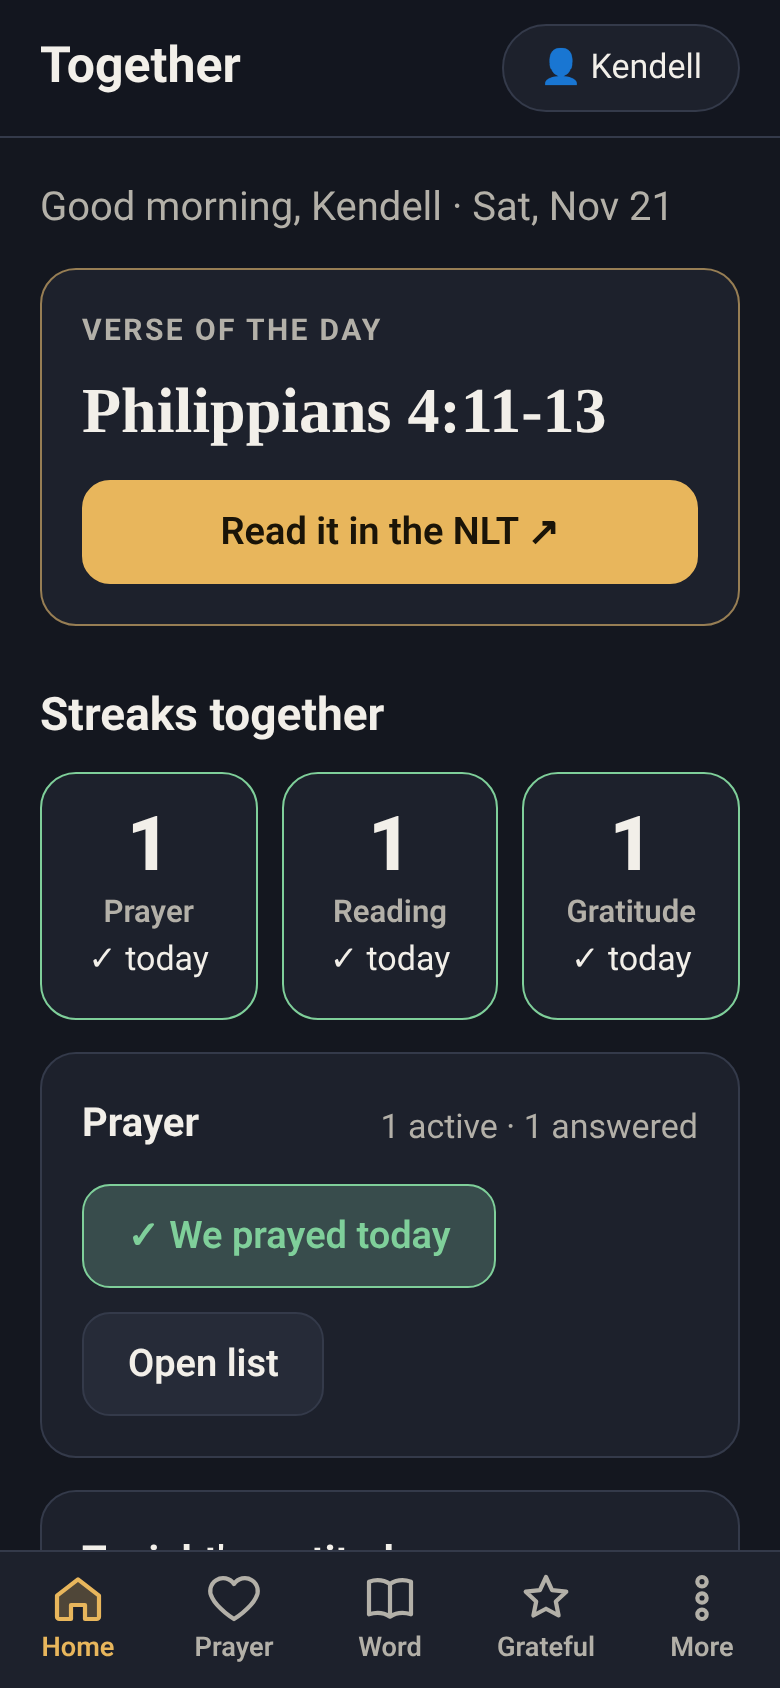 Together
Kendell
Good morning, Kendell · Sat, Nov 21
VERSE OF THE DAY
Philippians 4:11-13
Read it in the NLT ↗
Streaks together
1
Prayer
✓ today
1
Reading
✓ today
1
Gratitude
✓ today
Prayer
1 active · 1 answered
✓ We prayed today
Open list
Home
Prayer
Word
Grateful
More